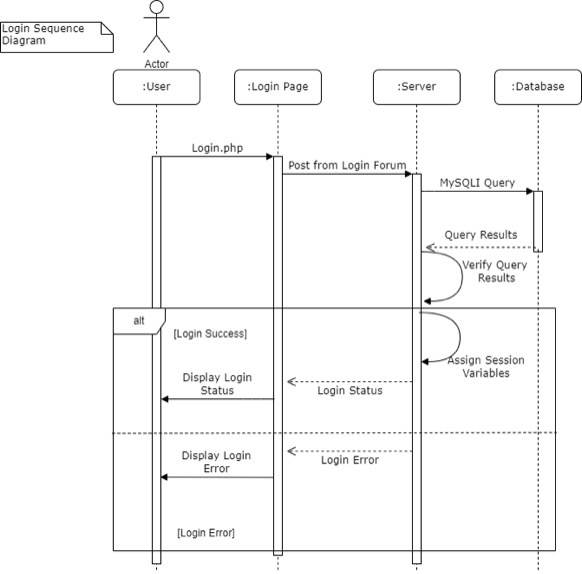 Login Sequence
Diagram
Actor
:User
:Login Page
:Server
:Database
Login.php
Post from Login Forum
MySQLI Query
Query Results
Verify Query
Results
alt
[Login Success]
Assign Session
Variables
Display Login
Status
Login Status
Display Login
Error
Login Error
[Login Error]